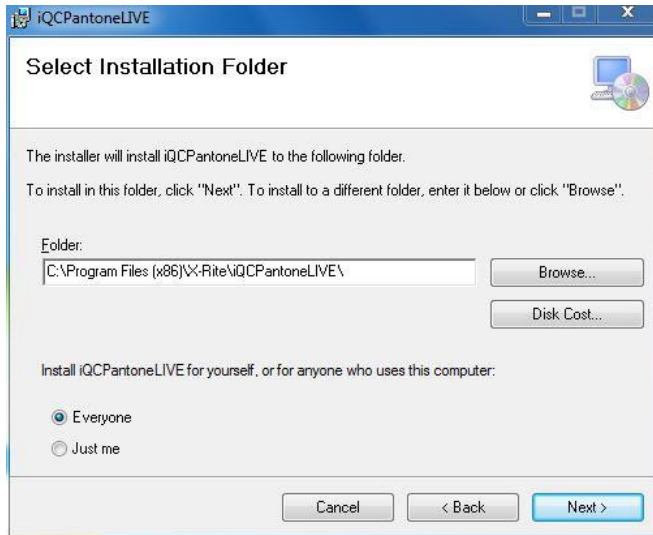 iQCPantoneLIVE
Select Installation Folder
The installer will install iQCPantoneLIVE to the following folder.
To install in this folder, click "Next". To install to a different folder, enter it below or click "Browse".
Folder:
C:\Program Files (x86)\X-Rite\iQCPantoneLIVE\
Browse...
Disk Cost...
Install iQCPantoneLIVE for yourself, or for anyone who uses this computer:
Everyone
Just me
Cancel
< Back
Next >